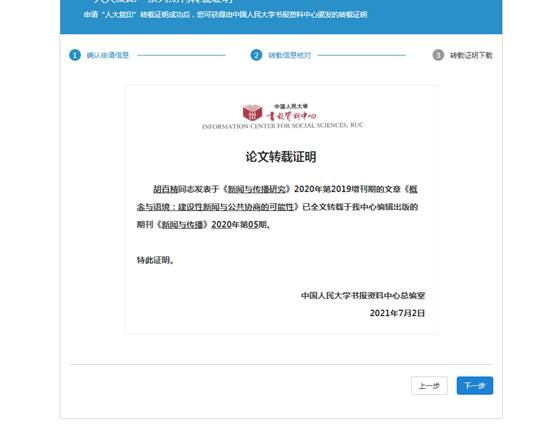 申请“人大复印”转载证明成功后，您可获得由中国人民大学书报资料中心颁发的转载证明
1 确认申请信息 2 转载信息核对 3 转载证明下载
中国人民大学
书报资料中心
INFORMATION CENTER FOR SOCIAL SCIENCES, RUC
论文转载证明
胡百精同志发表于《新闻与传播研究》2020年第2019增刊期的文章《概
念与语境：建设性新闻与公共协商的可能性》已全文转载于我中心编辑出版的
期刊《新闻与传播》2020年第05期。
特此证明。
中国人民大学书报资料中心总编室
2021年7月2日
上一步 下一步